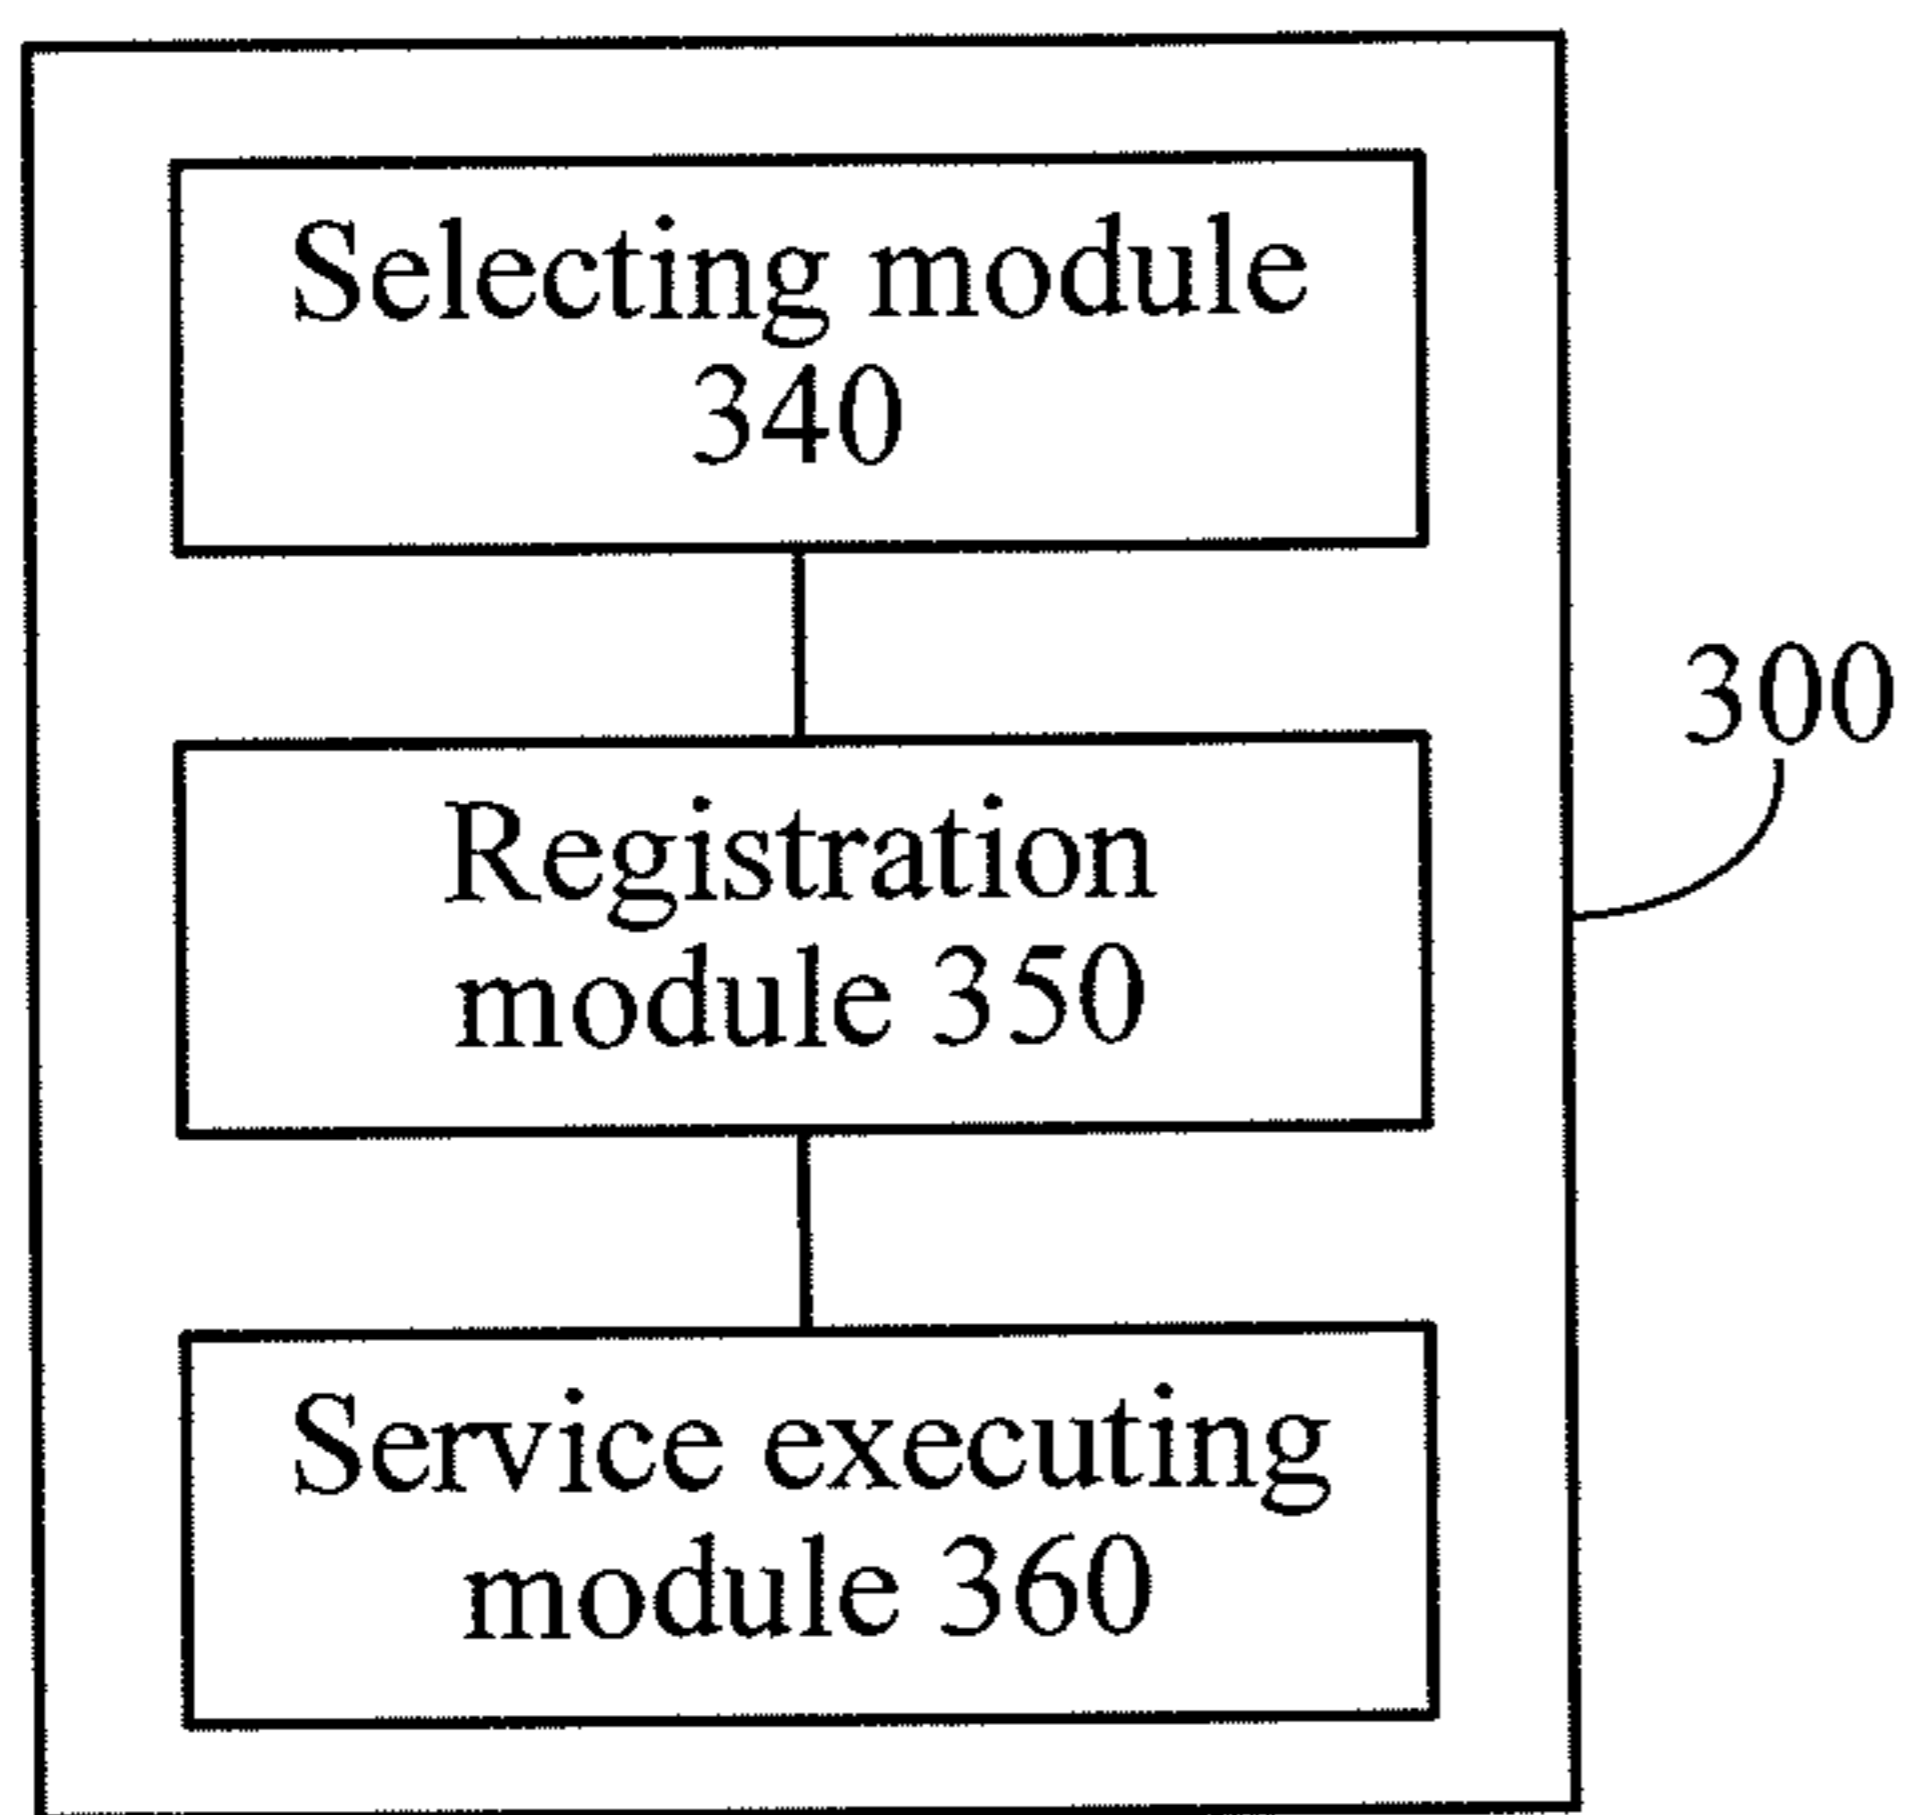 Selecting module
340
300
Registration
module 350
Service executing
module 360